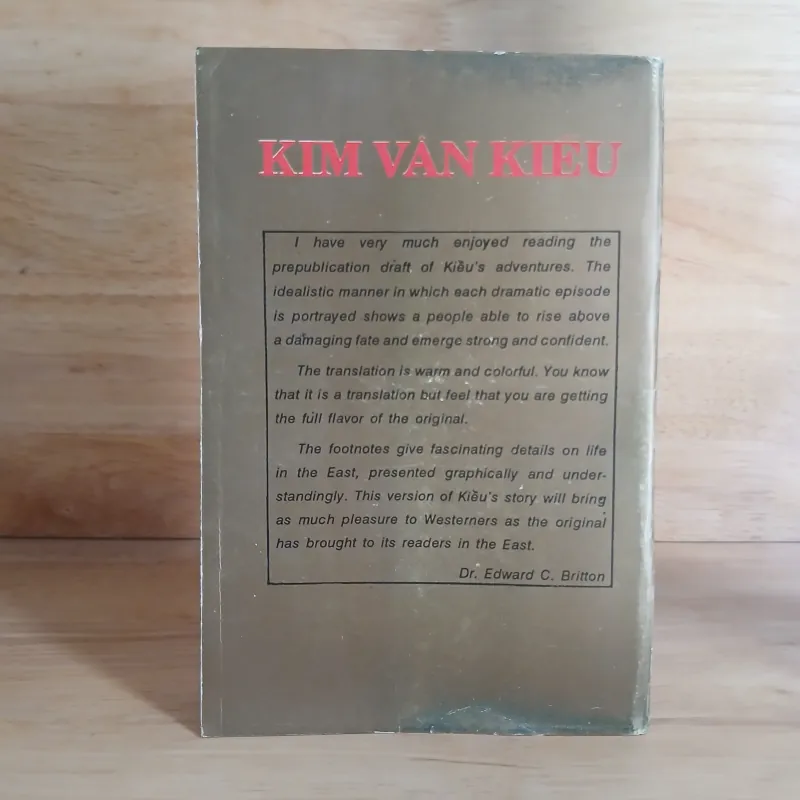 KIM VÂN KIỀU
I have very much enjoyed reading the
prepublication draft of Kiều's adventures. The
idealistic manner in which each dramatic episode
is portrayed shows a people able to rise above
a damaging fate and emerge strong and confident.
The translation is warm and colorful. You know
that it is a translation but feel that you are getting
the full flavor of the original.
The footnotes give fascinating details on life
in the East, presented graphically and under-
standingly. This version of Kiều's story will bring
as much pleasure to Westerners as the original
has brought to its readers in the East.
Dr. Edward C. Britton